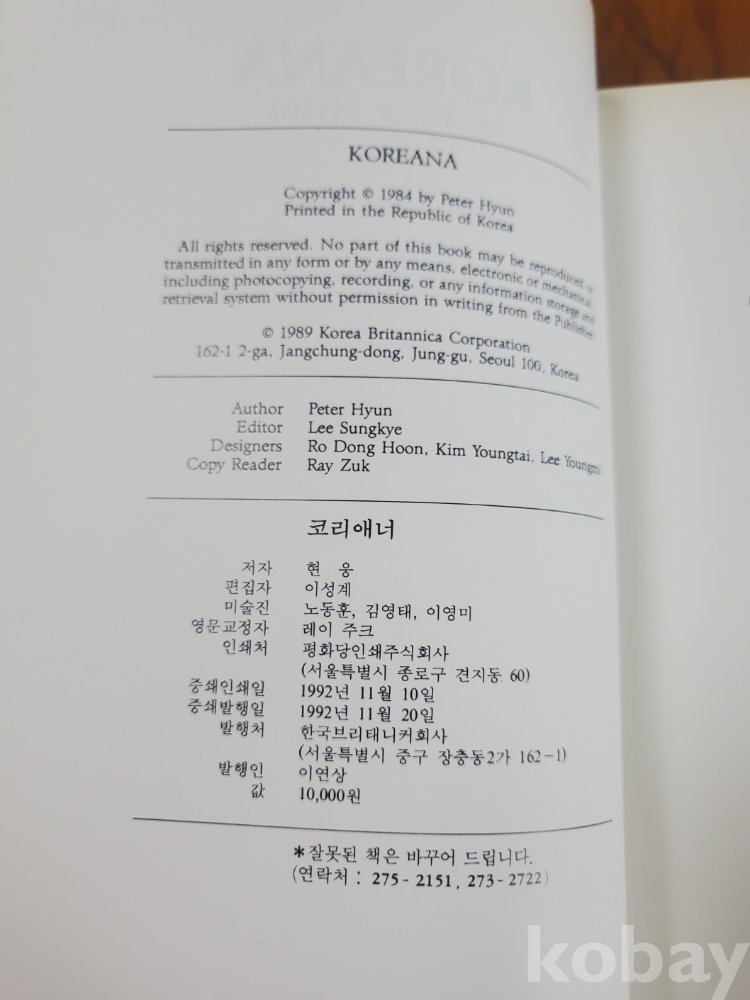 KOREANA
Copyright © 1984 by Peter Hyun
Printed in the Republic of Korea
All rights reserved. No part of this book may be reproduced or
transmitted in any form or by any means, electronic or mechanical,
including photocopying, recording, or any information storage and
retrieval system without permission in writing from the Publisher.
© 1989 Korea Britannica Corporation
162-1 2-ga, Jangchung-dong, Jung-gu, Seoul 100, Korea
Author Peter Hyun
Editor Lee Sungkye
Designers Ro Dong Hoon, Kim Youngtai, Lee Youngmi
Copy Reader Ray Zuk
코리애너
저자 현 웅
편집자 이성계
미술진 노동훈, 김영태, 이영미
영문교정자 레이 주크
인쇄처 평화당인쇄주식회사
(서울특별시 종로구 견지동 60)
중쇄인쇄일 1992년 11월 10일
중쇄발행일 1992년 11월 20일
발행처 한국브리태니커회사
(서울특별시 중구 장충동2가 162-1)
발행인 이연상
값 10,000원
*잘못된 책은 바꾸어 드립니다.
(연락처 : 275-2151, 273-2722)
kobay